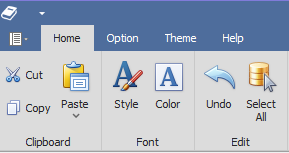 Home Option Theme Help
Cut
Copy
Paste
Style
Color
Undo
Select
All
Clipboard Font Edit